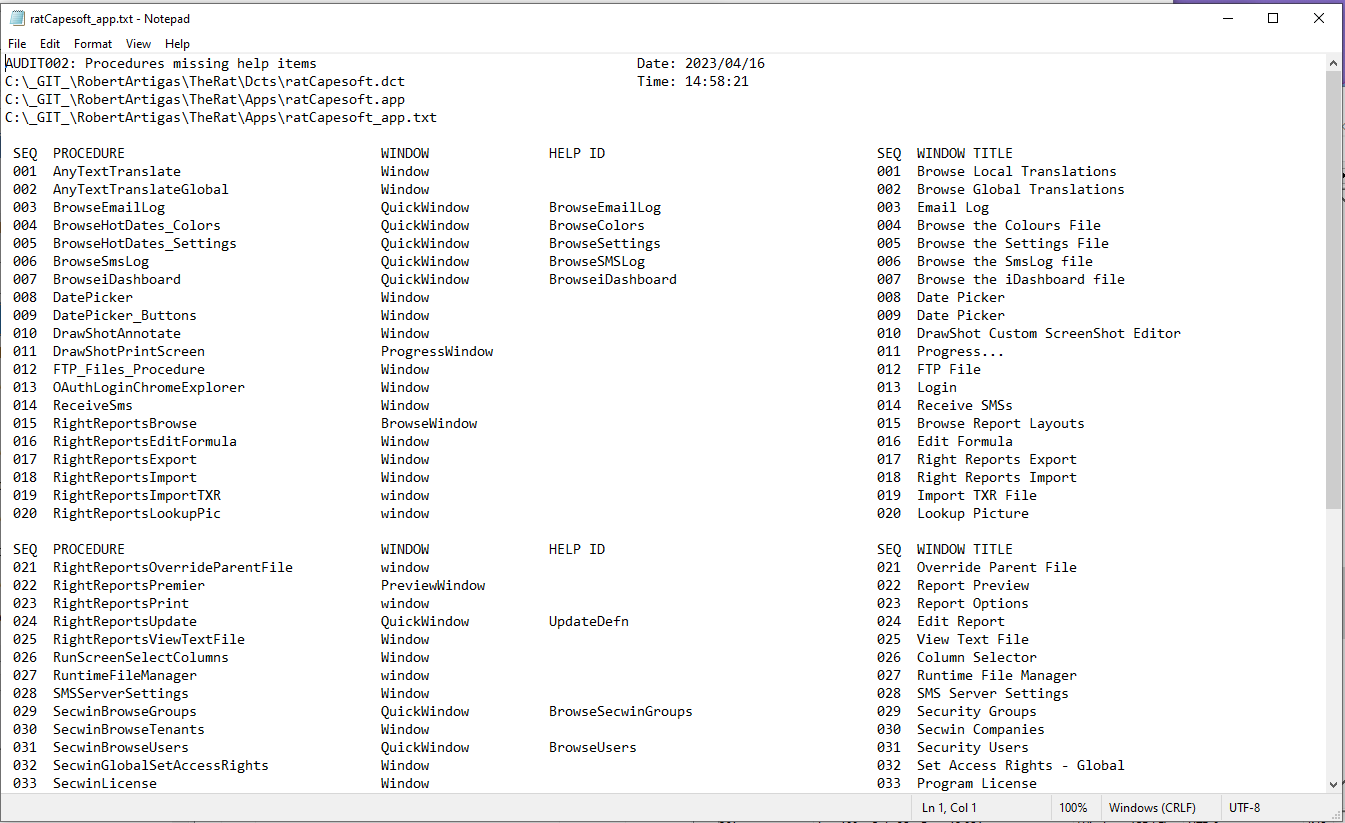 ratCapesoft_app.txt - Notepad
File Edit Format View Help
AUDIT002: Procedures missing help items Date: 2023/04/16
C:\_GIT_\RobertArtigas\TheRat\Dcts\ratCapesoft.dct Time: 14:58:21
C:\_GIT_\RobertArtigas\TheRat\Apps\ratCapesoft.app
C:\_GIT_\RobertArtigas\TheRat\Apps\ratCapesoft_app.txt
SEQ PROCEDURE WINDOW HELP ID SEQ WINDOW TITLE
001 AnyTextTranslate Window 001 Browse Local Translations
002 AnyTextTranslateGlobal Window 002 Browse Global Translations
003 BrowseEmailLog QuickWindow BrowseEmailLog 003 Email Log
004 BrowseHotDates_Colors QuickWindow BrowseColors 004 Browse the Colours File
005 BrowseHotDates_Settings QuickWindow BrowseSettings 005 Browse the Settings File
006 BrowseSmsLog QuickWindow BrowseSMSLog 006 Browse the SmsLog file
007 BrowseiDashboard QuickWindow BrowseiDashboard 007 Browse the iDashboard file
008 DatePicker Window 008 Date Picker
009 DatePicker_Buttons Window 009 Date Picker
010 DrawShotAnnotate Window 010 DrawShot Custom ScreenShot Editor
011 DrawShotPrintScreen ProgressWindow 011 Progress...
012 FTP_Files_Procedure Window 012 FTP File
013 OAuthLoginChromeExplorer Window 013 Login
014 ReceiveSms Window 014 Receive SMSs
015 RightReportsBrowse BrowseWindow 015 Browse Report Layouts
016 RightReportsEditFormula Window 016 Edit Formula
017 RightReportsExport Window 017 Right Reports Export
018 RightReportsImport Window 018 Right Reports Import
019 RightReportsImportTXR window 019 Import TXR File
020 RightReportsLookupPic window 020 Lookup Picture
SEQ PROCEDURE WINDOW HELP ID SEQ WINDOW TITLE
021 RightReportsOverrideParentFile window 021 Override Parent File
022 RightReportsPremier PreviewWindow 022 Report Preview
023 RightReportsPrint window 023 Report Options
024 RightReportsUpdate QuickWindow UpdateDefn 024 Edit Report
025 RightReportsViewTextFile Window 025 View Text File
026 RunScreenSelectColumns Window 026 Column Selector
027 RuntimeFileManager window 027 Runtime File Manager
028 SMSServerSettings Window 028 SMS Server Settings
029 SecwinBrowseGroups QuickWindow BrowseSecwinGroups 029 Security Groups
030 SecwinBrowseTenants Window 030 Secwin Companies
031 SecwinBrowseUsers QuickWindow BrowseUsers 031 Security Users
032 SecwinGlobalSetAccessRights Window 032 Set Access Rights - Global
033 SecwinLicense Window 033 Program License
Ln 1, Col 1 100% Windows (CRLF) UTF-8